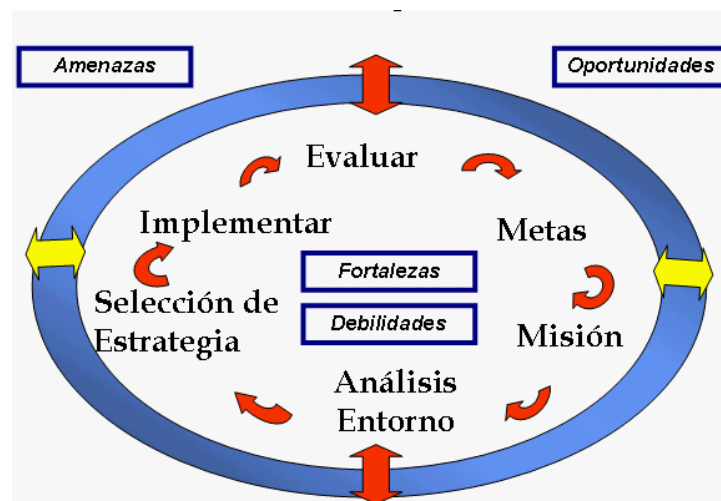 Amenazas
Oportunidades
Evaluar
Implementar
Metas
Fortalezas
Selección de
Estrategia
Debilidades
Misión
Análisis
Entorno